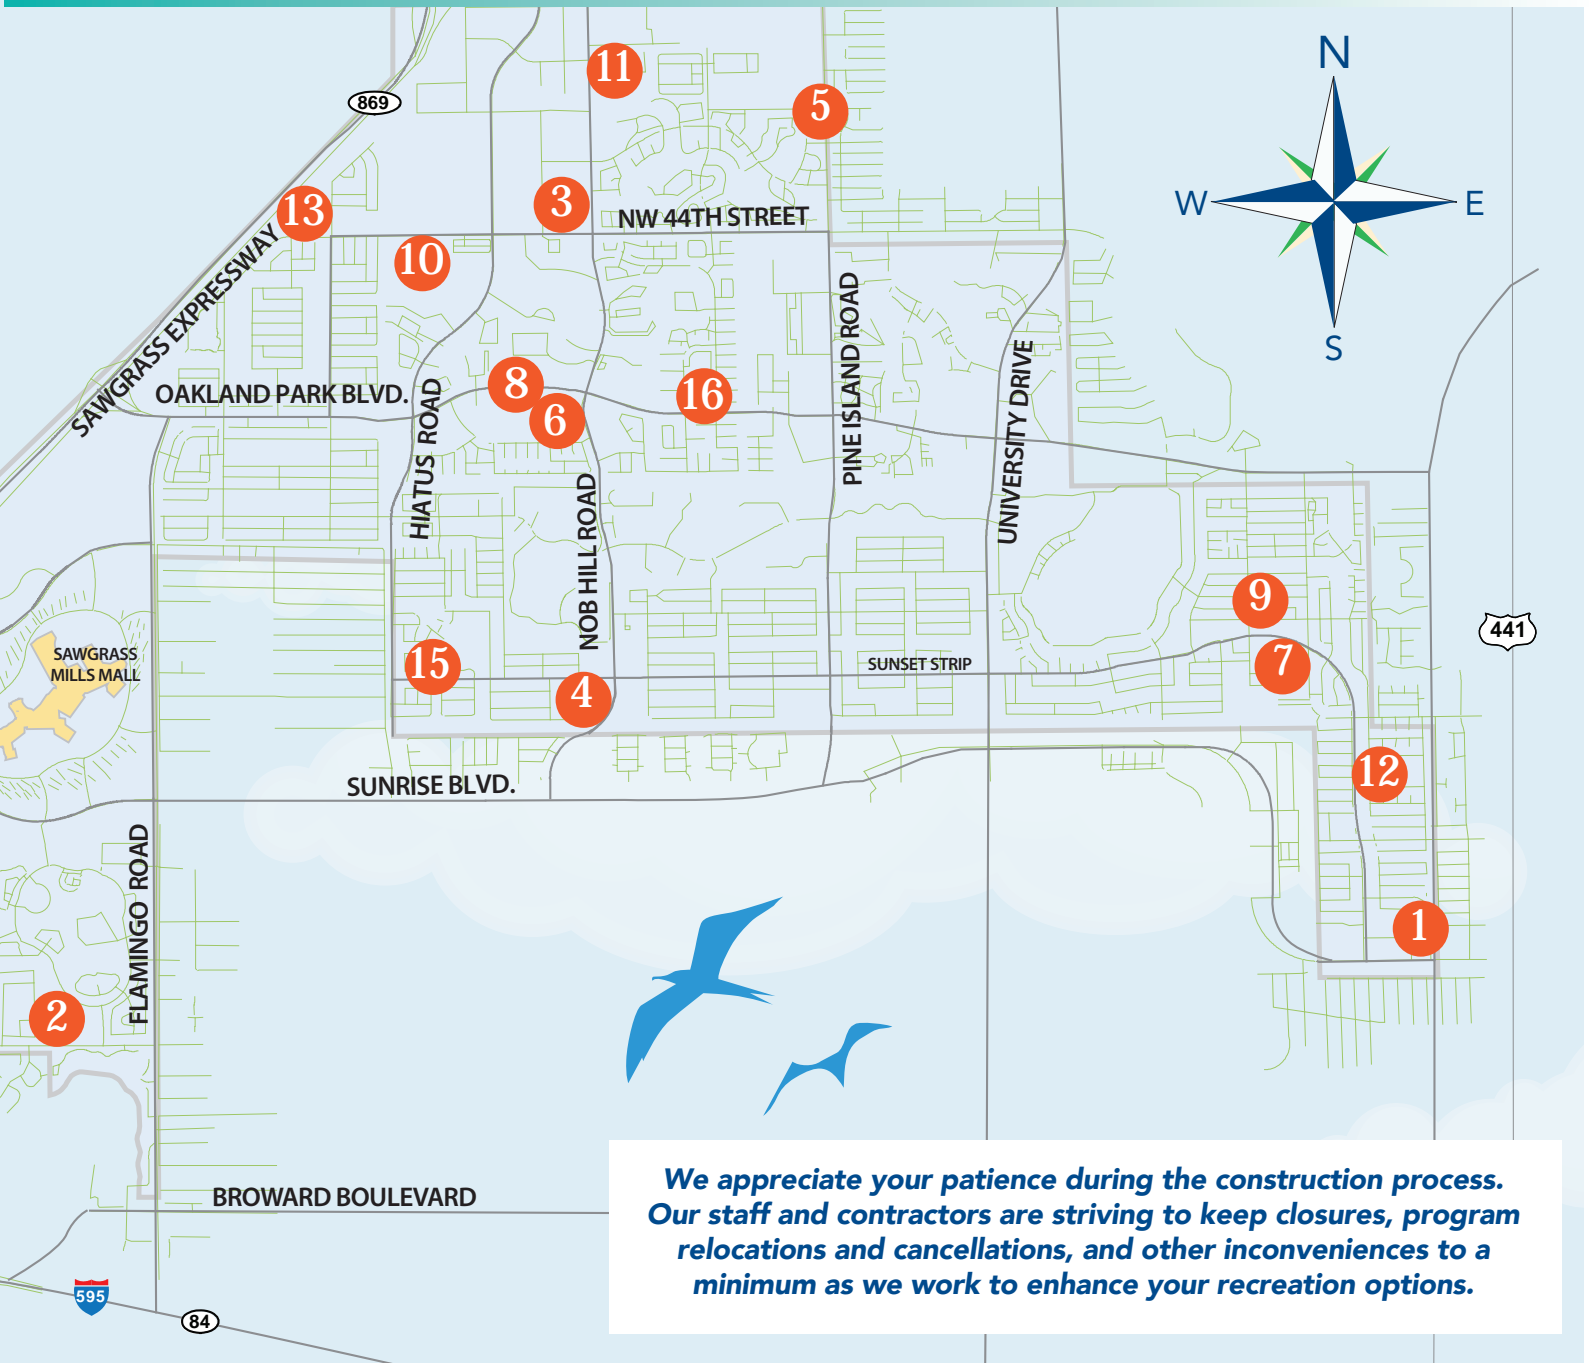 N
11
869
5
W
E
13
3
NW 44TH STREET
10
S
SAWGRASS EXPRESSWAY
PINE ISLAND ROAD
UNIVERSITY DRIVE
OAKLAND PARK BLVD.
8
16
6
HIATUS ROAD
NOB HILL ROAD
9
441
SAWGRASS
MILLS MALL
15
SUNSET STRIP
7
4
12
SUNRISE BLVD.
FLAMINGO ROAD
1
2
We appreciate your patience during the construction process.
Our staff and contractors are striving to keep closures, program
relocations and cancellations, and other inconveniences to a
minimum as we work to enhance your recreation options.
BROWARD BOULEVARD
595
84